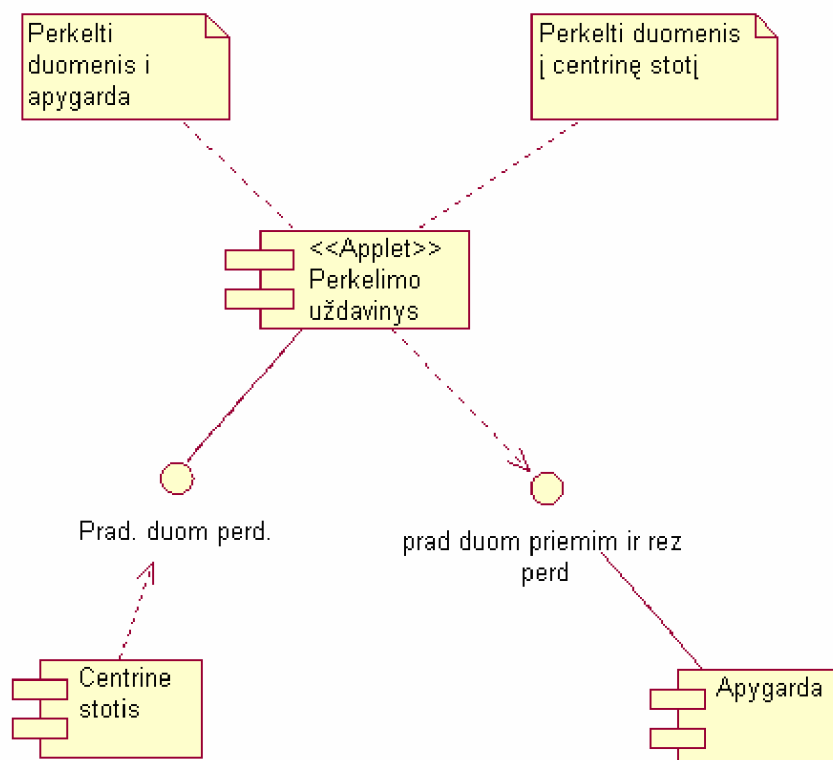 Perkelti
duomenis i
apygarda
Perkelti duomenis
į centrinę stotį
<<Applet>>
Perkelimo
uždavinys
Prad. duom perd.
prad duom priemim ir rez
perd
Centrine
stotis
Apygarda